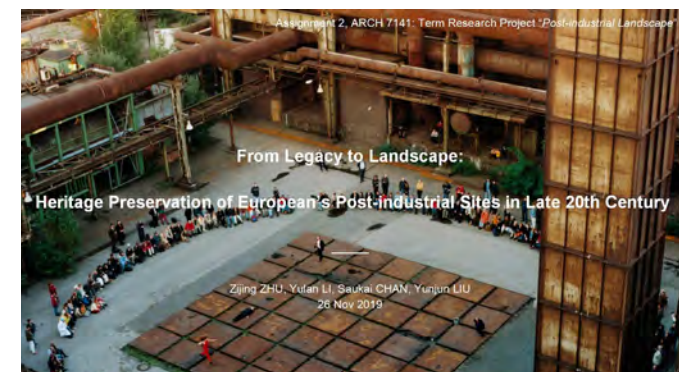 Assignment 2, ARCH 7141: Term Research Project "Post-industrial Landscape"
From Legacy to Landscape:
Heritage Preservation of European's Post-industrial Sites in Late 20th Century
Zijing ZHU, Yulan LI, Saukai CHAN, Yunjun LIU
26 Nov 2019